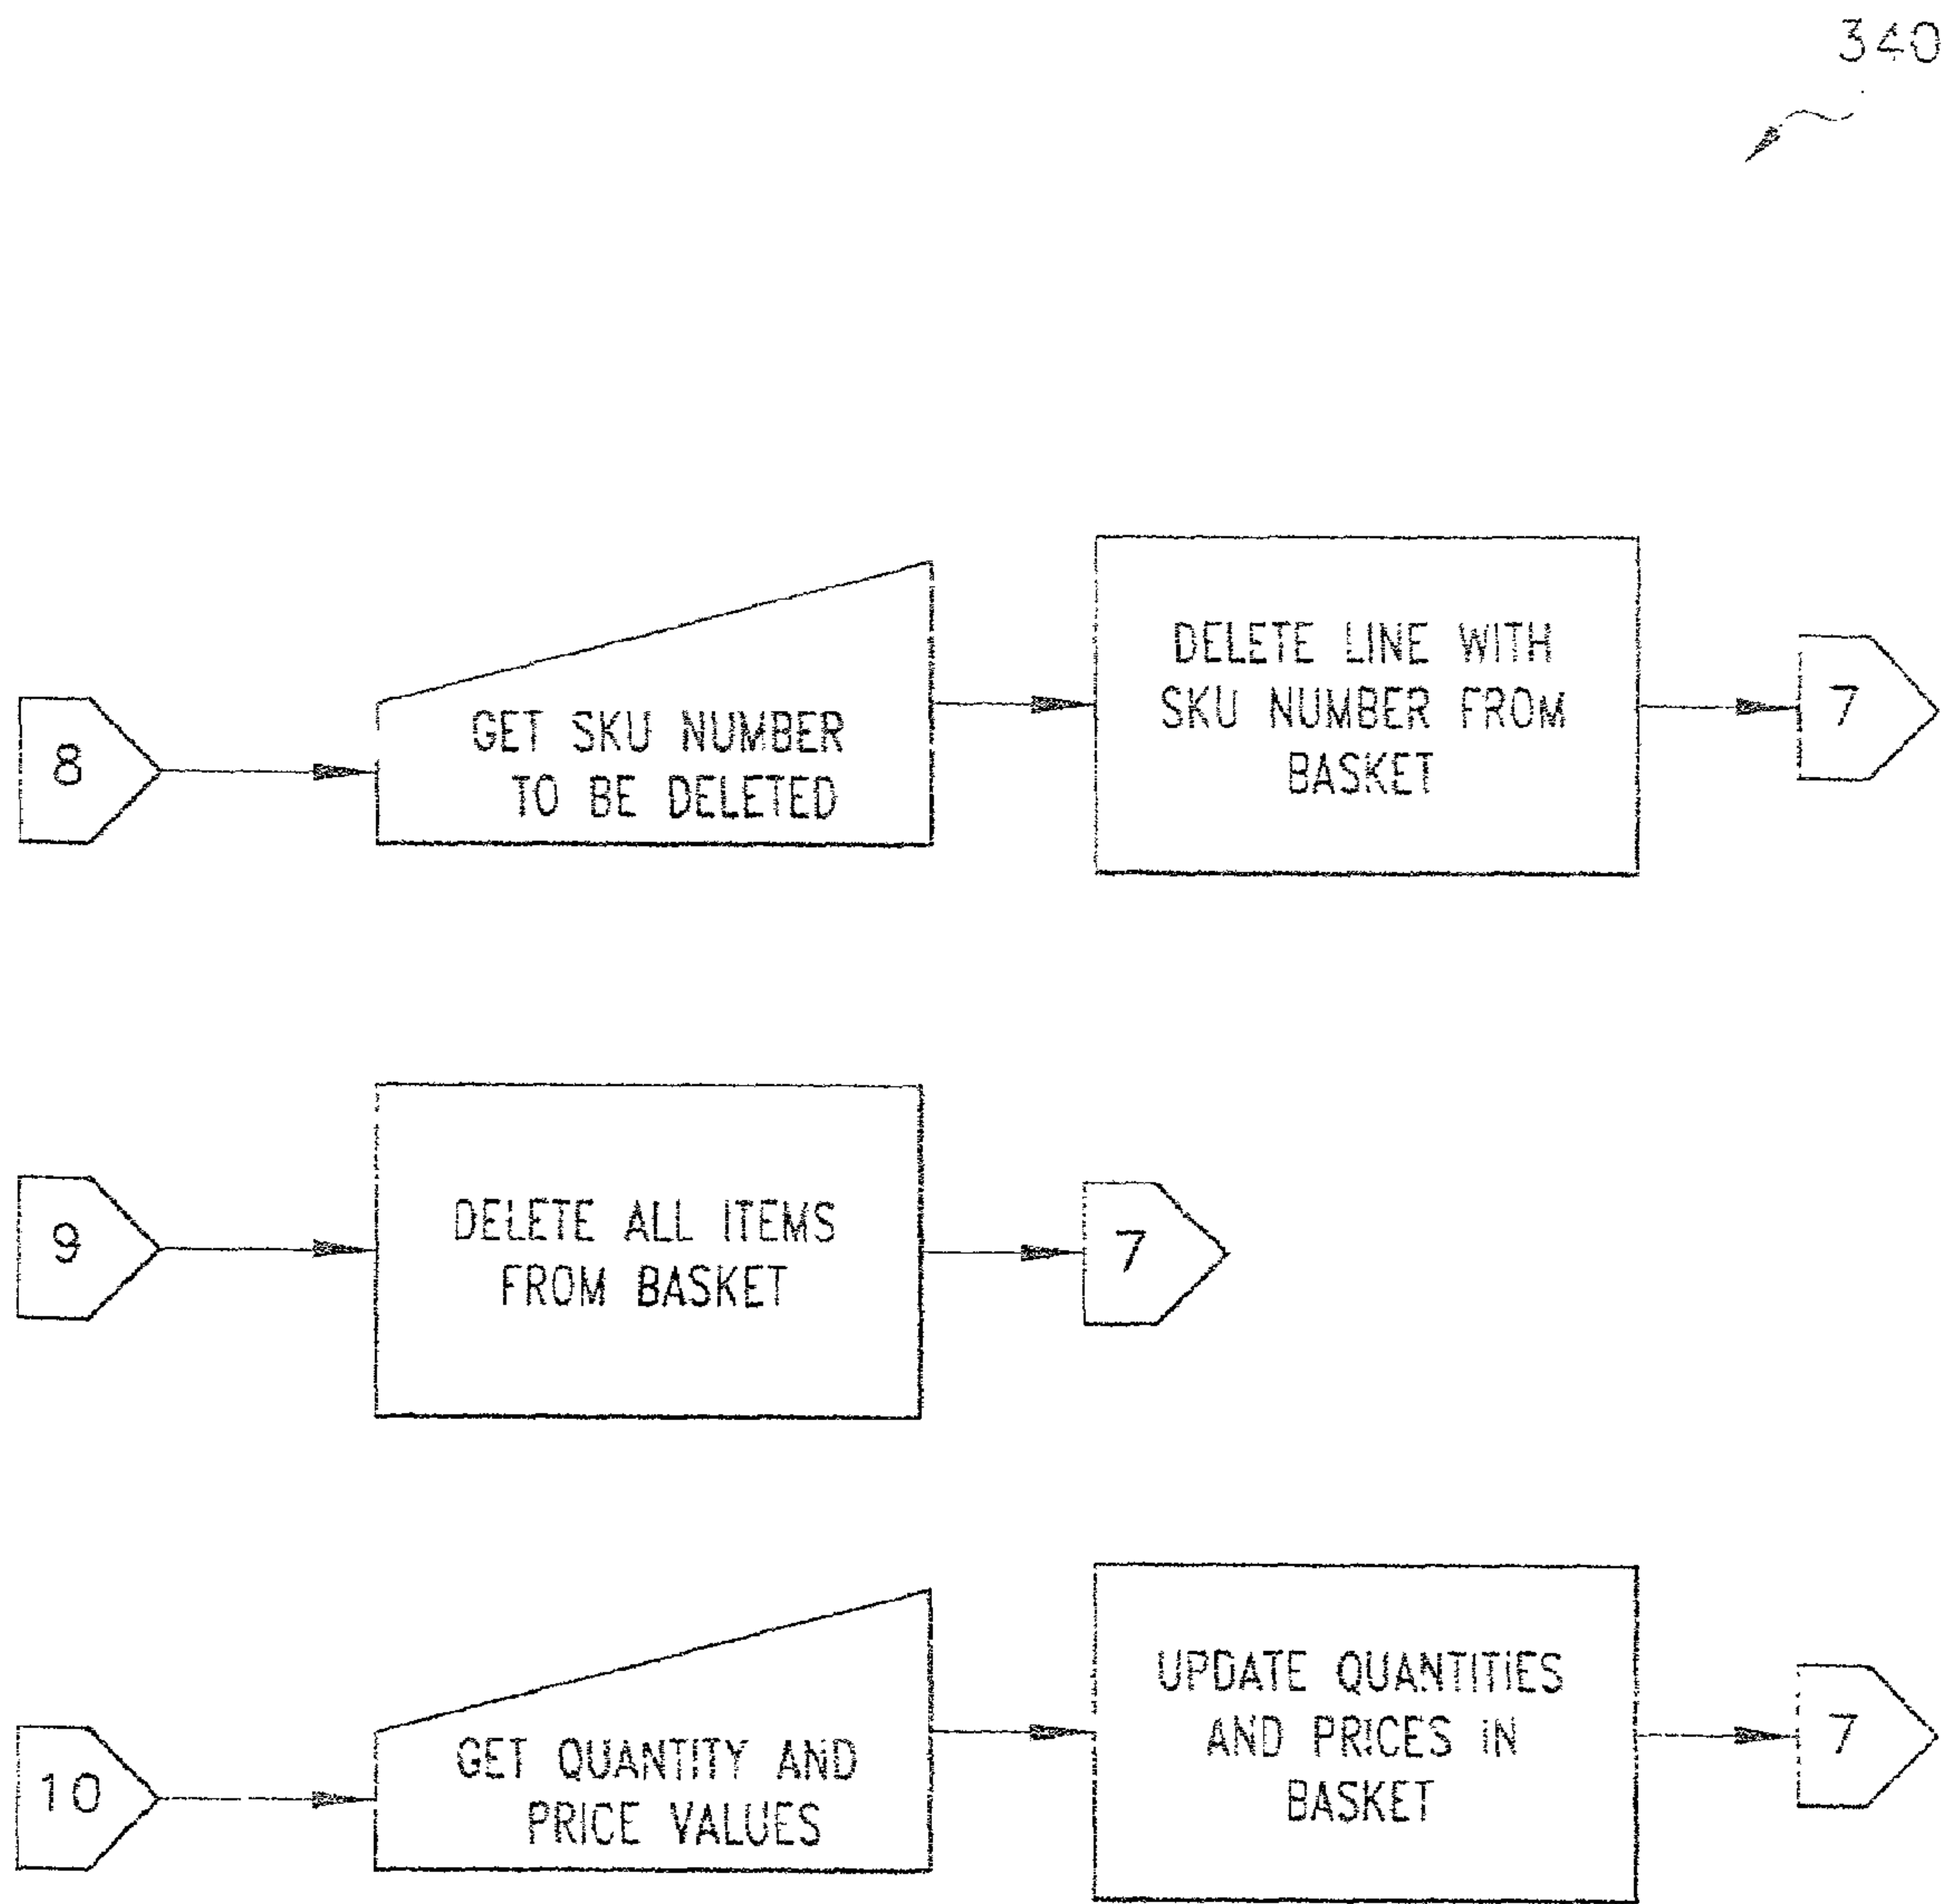 340
8
GET SKU NUMBER
TO BE DELETED
DELETE LINE WITH
SKU NUMBER FROM
BASKET
7
9
DELETE ALL ITEMS
FROM BASKET
7
10
GET QUANTITY AND
PRICE VALUES
UPDATE QUANTITIES
AND PRICES IN
BASKET
7